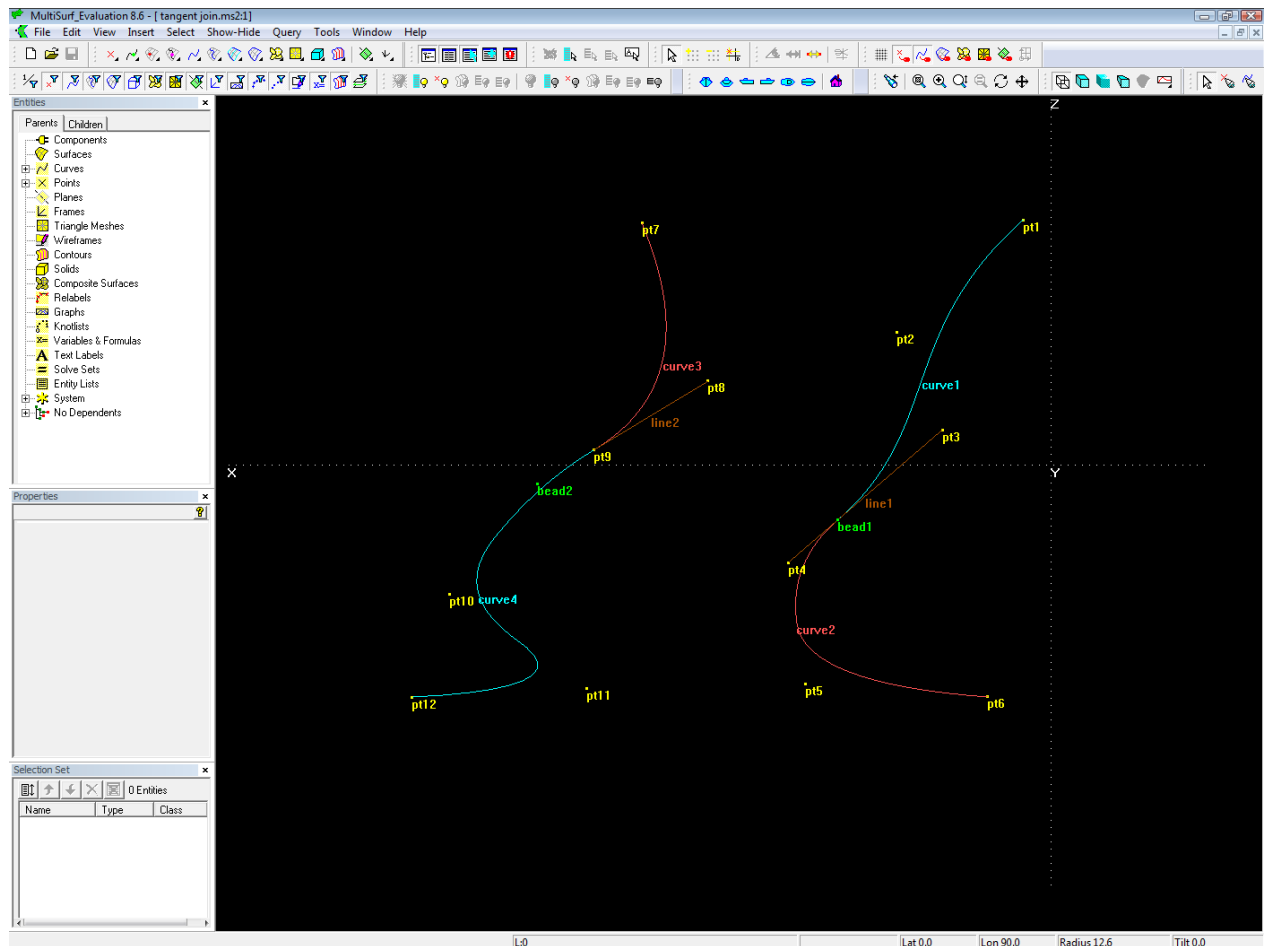 MultiSurf_Evaluation 8.6 - [ tangent join.ms2:1]
File Edit View Insert Select Show-Hide Query Tools Window Help
Entities
Parents Children
Components
Surfaces
Curves
Points
Planes
Frames
Triangle Meshes
Wireframes
Contours
Solids
Composite Surfaces
Relabels
Graphs
Knotlists
Variables & Formulas
Text Labels
Solve Sets
Entity Lists
System
No Dependents
Properties
Selection Set
0 Entities
Name Type Class
Z
pt7
pt1
pt2
curve3
pt8
curve1
line2
pt3
pt9
X
Y
bead2
line1
bead1
pt4
pt10 curve4
curve2
pt11
pt5
pt12
pt6
L:0
Lat 0.0
Lon 90.0
Radius 12.6
Tilt 0.0